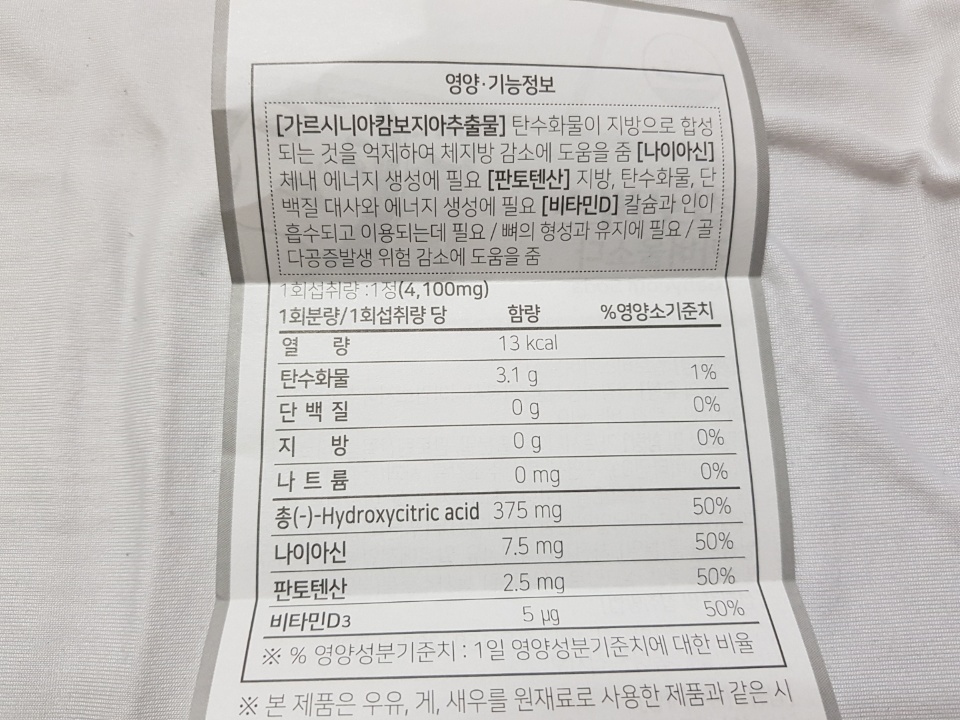 영양·기능정보
[가르시니아캄보지아추출물] 탄수화물이 지방으로 합성
되는 것을 억제하여 체지방 감소에 도움을 줌 [나이아신]
체내 에너지 생성에 필요 [판토텐산] 지방, 탄수화물, 단
백질 대사와 에너지 생성에 필요 [비타민D] 칼슘과 인이
흡수되고 이용되는데 필요 / 뼈의 형성과 유지에 필요 / 골
다공증발생 위험 감소에 도움을 줌
1회섭취량 :1정(4,100mg)
1회분량/1회섭취량 당 함량 %영양소기준치
열 량 13 kcal
탄수화물 3.1 g 1%
단 백 질 0 g 0%
지 방 0 g 0%
나 트 륨 0 mg 0%
총(-)-Hydroxycitric acid 375 mg 50%
나이아신 7.5 mg 50%
판토텐산 2.5 mg 50%
비타민D3 5 μg 50%
※ % 영양성분기준치 : 1일 영양성분기준치에 대한 비율
※ 본 제품은 우유, 게, 새우를 원재료로 사용한 제품과 같은 시